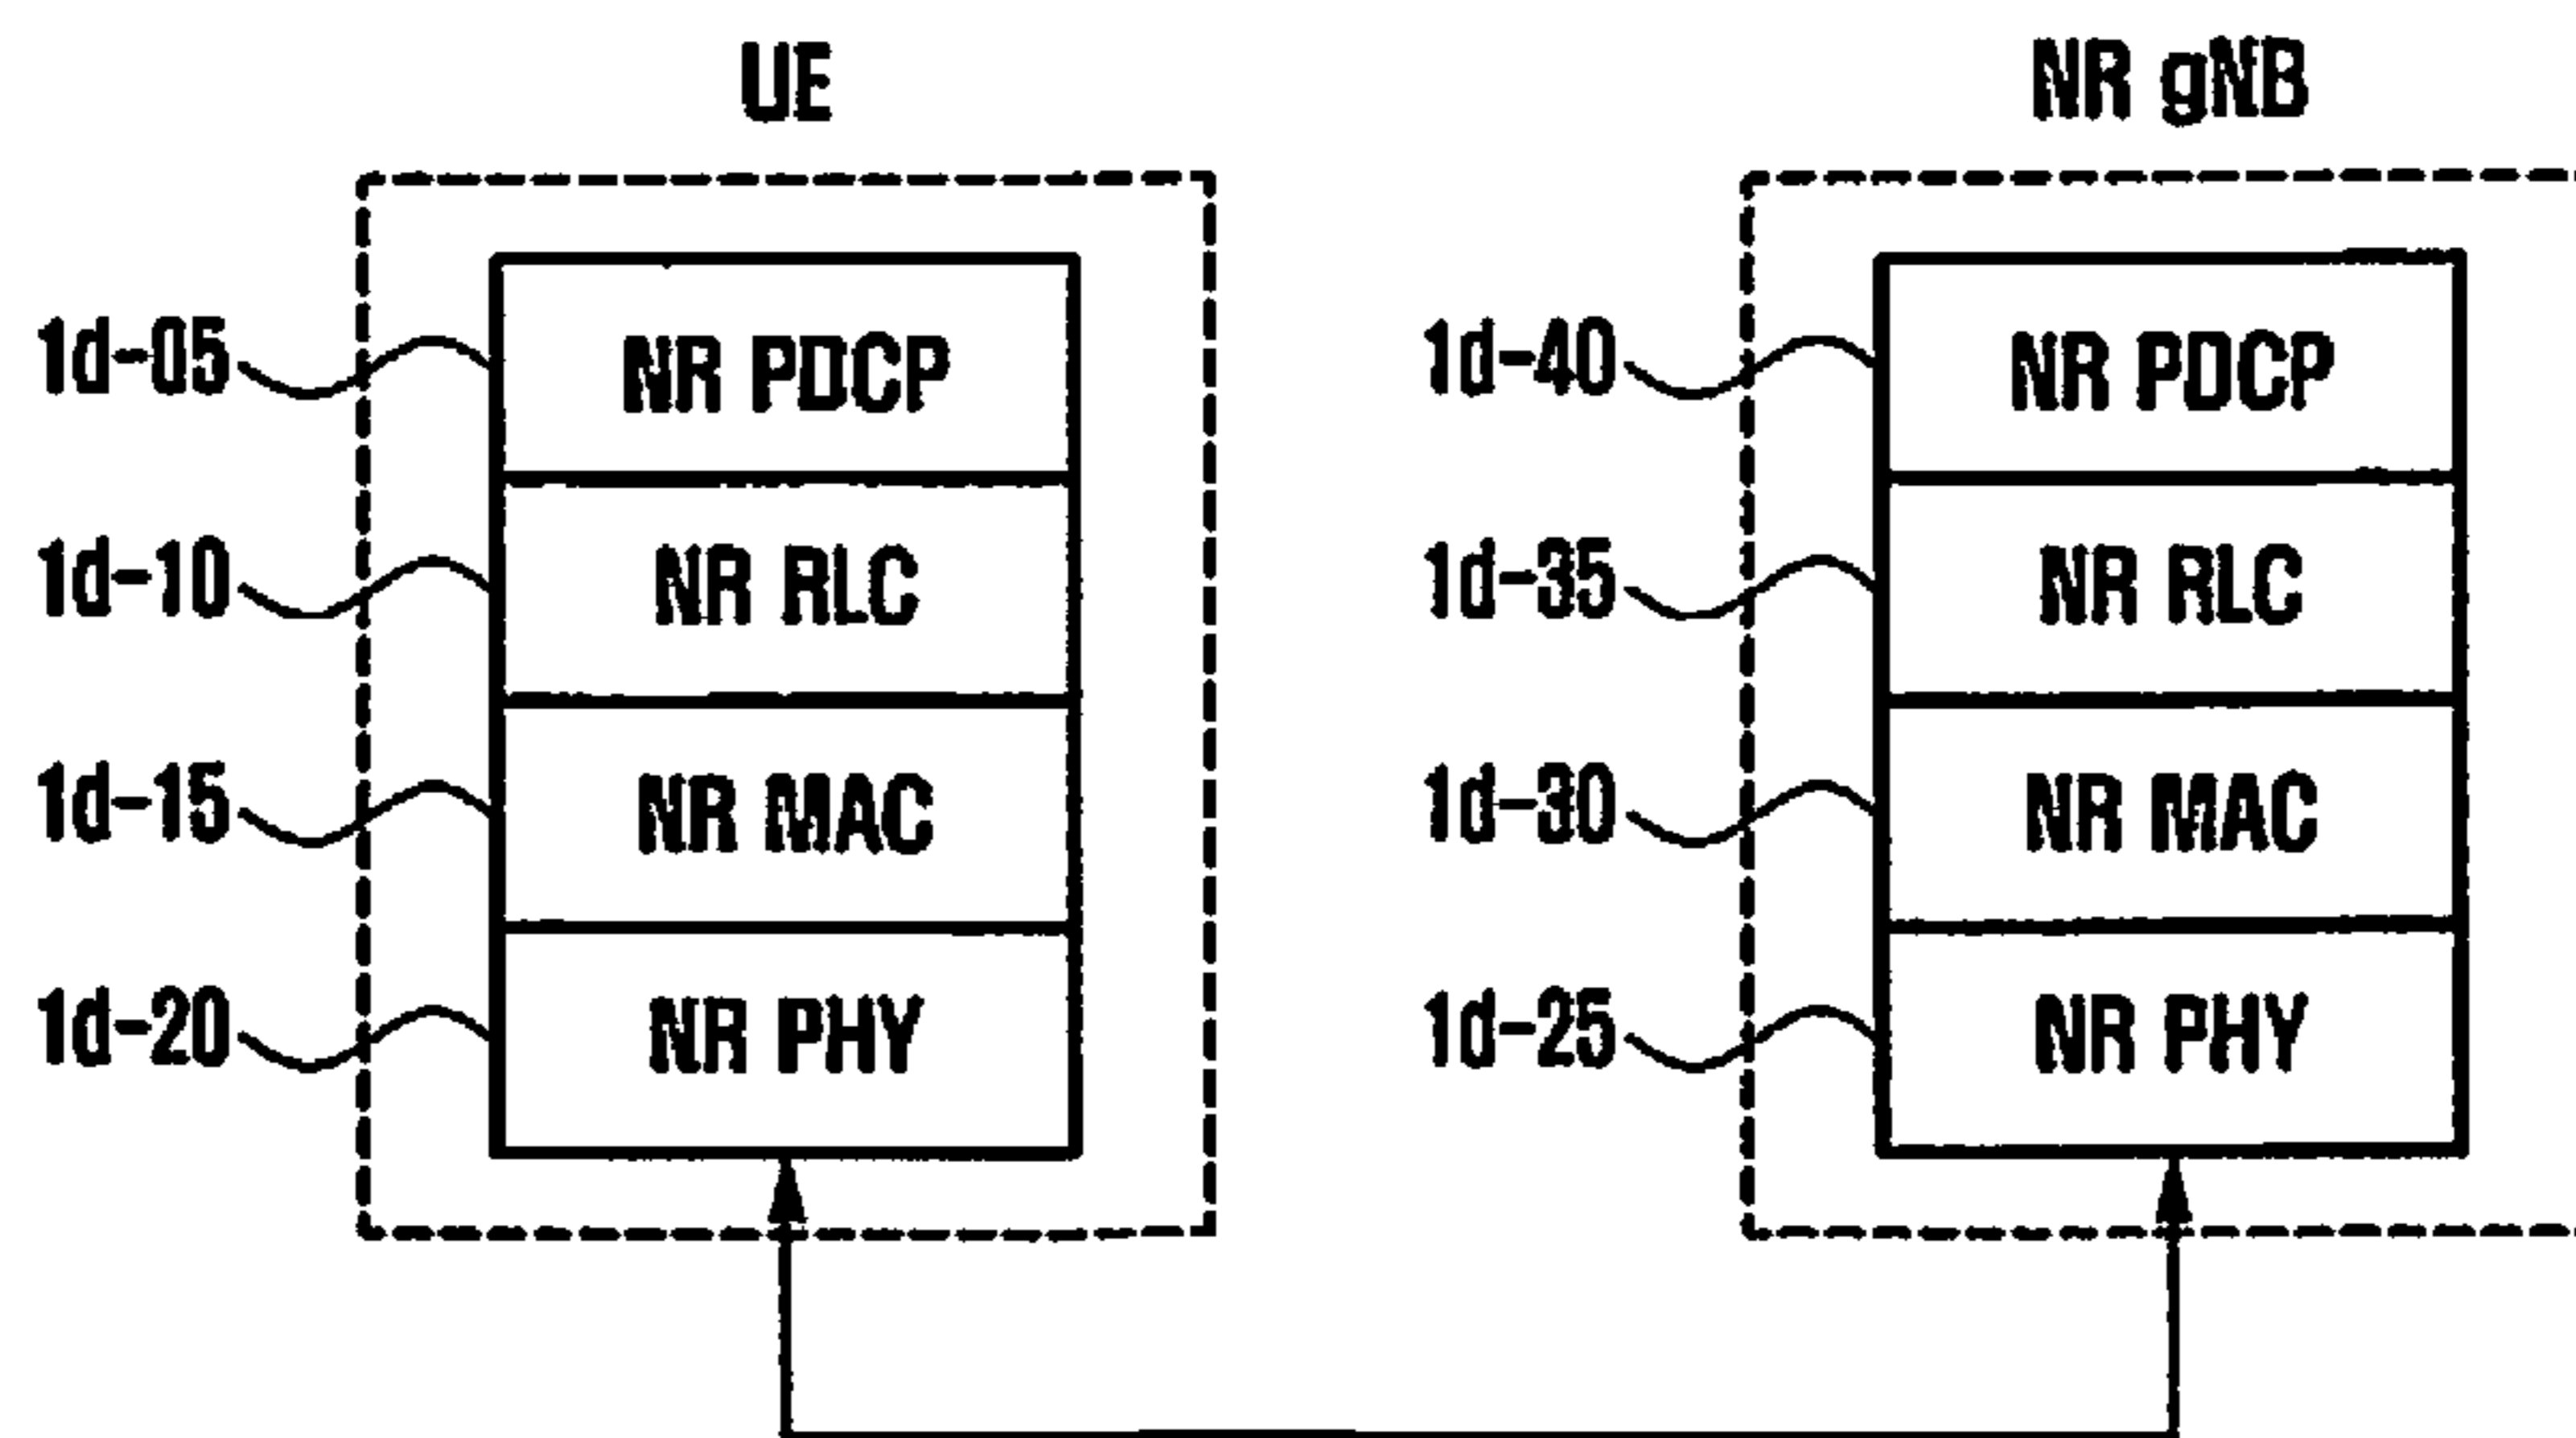 UE
NR gNB
1d-05
NR PDCP
1d-40
NR PDCP
1d-10
NR RLC
1d-35
NR RLC
1d-15
NR MAC
1d-30
NR MAC
1d-20
NR PHY
1d-25
NR PHY